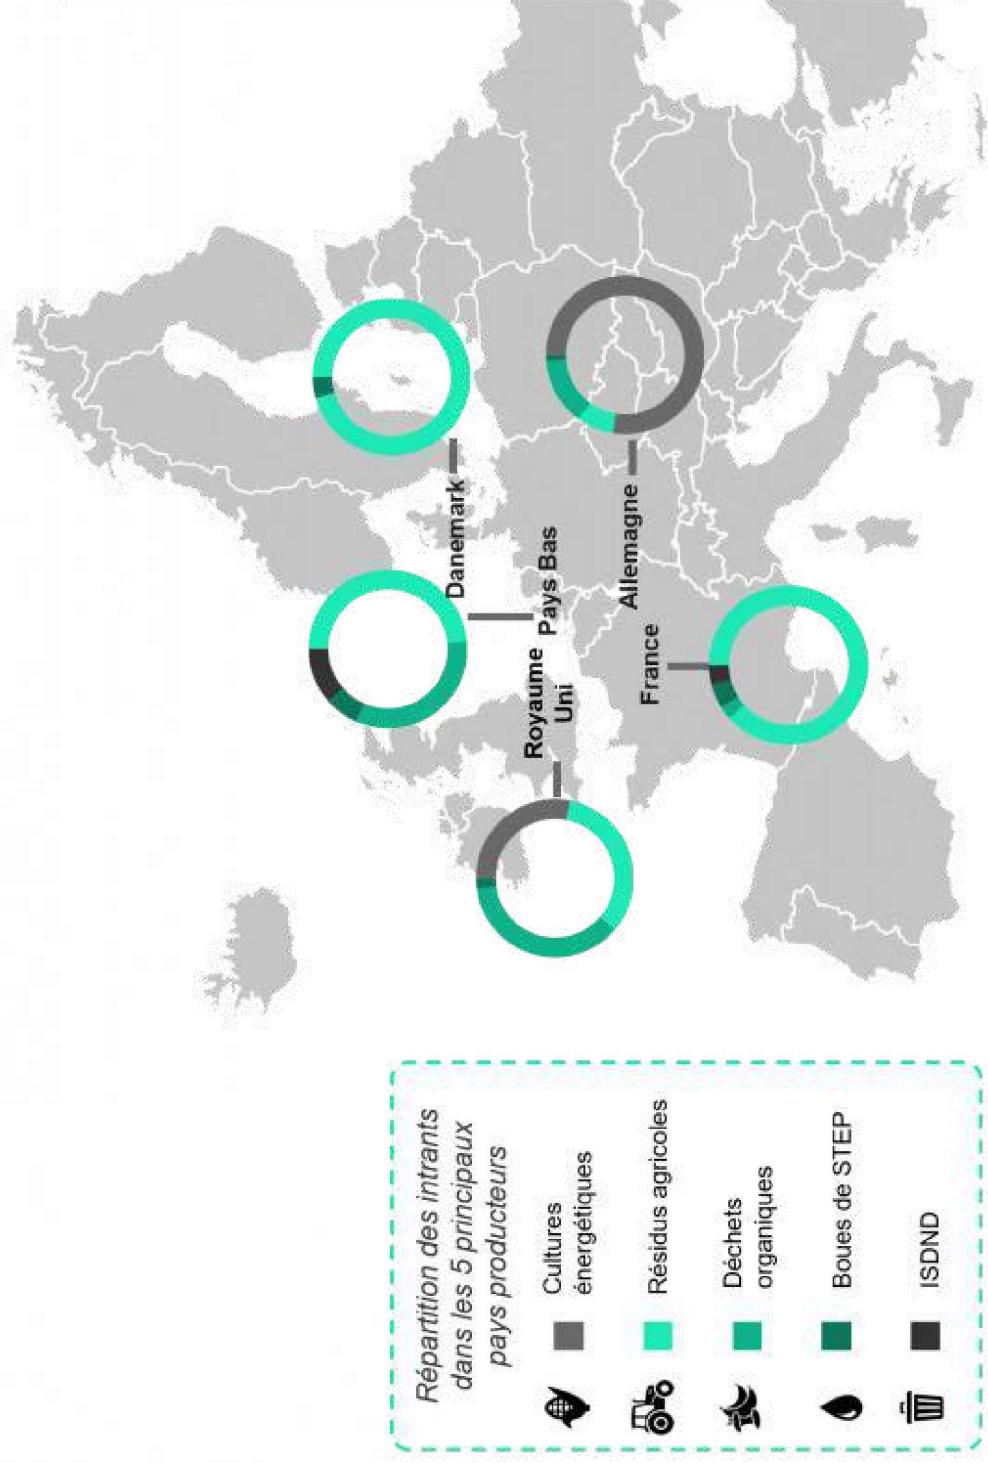 Répartition des intrants
dans les 5 principaux
pays producteurs
Cultures
énergétiques
Résidus agricoles
Déchets
organiques
Boues de STEP
ISDND
Danemark
Pays Bas
Royaume
Uni
Allemagne
France